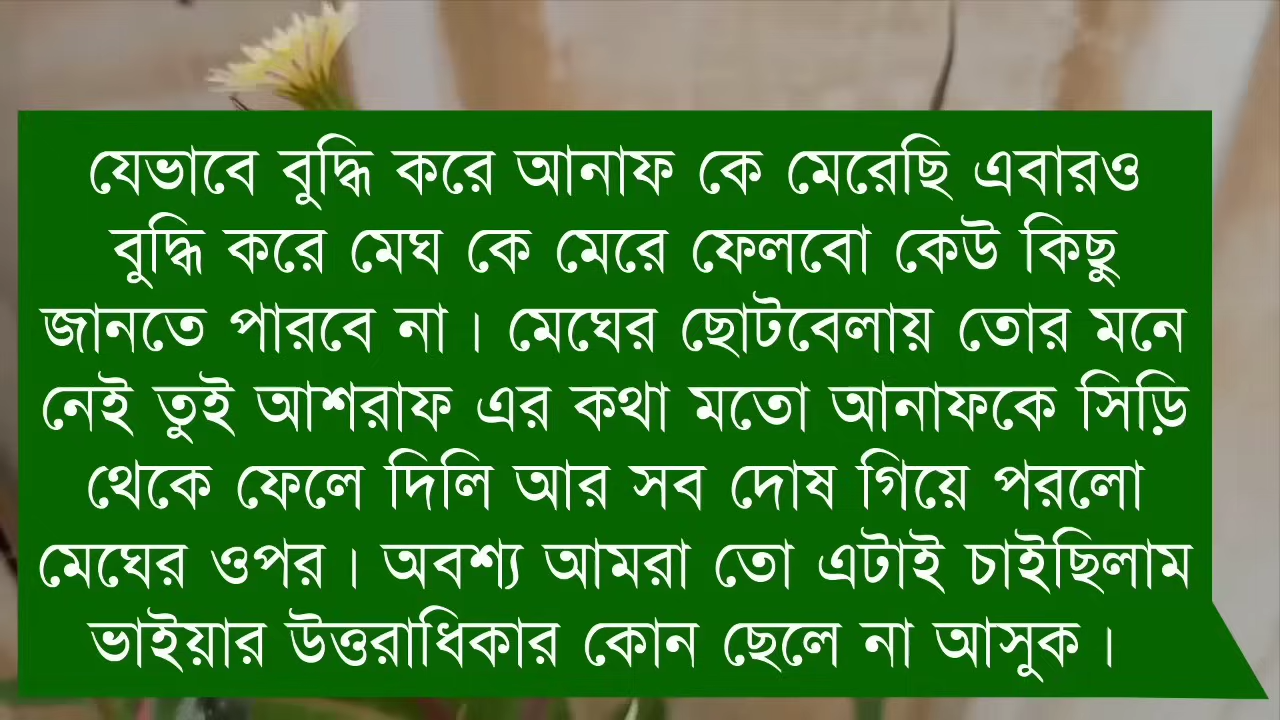 যেভাবে বুদ্ধি করে আনাফ কে মেরেছি এবারও
বুদ্ধি করে মেঘ কে মেরে ফেলবো কেউ কিছু
জানতে পারবে না । মেঘের ছোটবেলায় তোর মনে
নেই তুই আশরাফ এর কথা মতো আনাফকে সিড়ি
থেকে ফেলে দিলি আর সব দোষ গিয়ে পরলো
মেঘের ওপর । অবশ্য আমরা তো এটাই চাইছিলাম
ভাইয়ার উত্তরাধিকার কোন ছেলে না আসুক ।